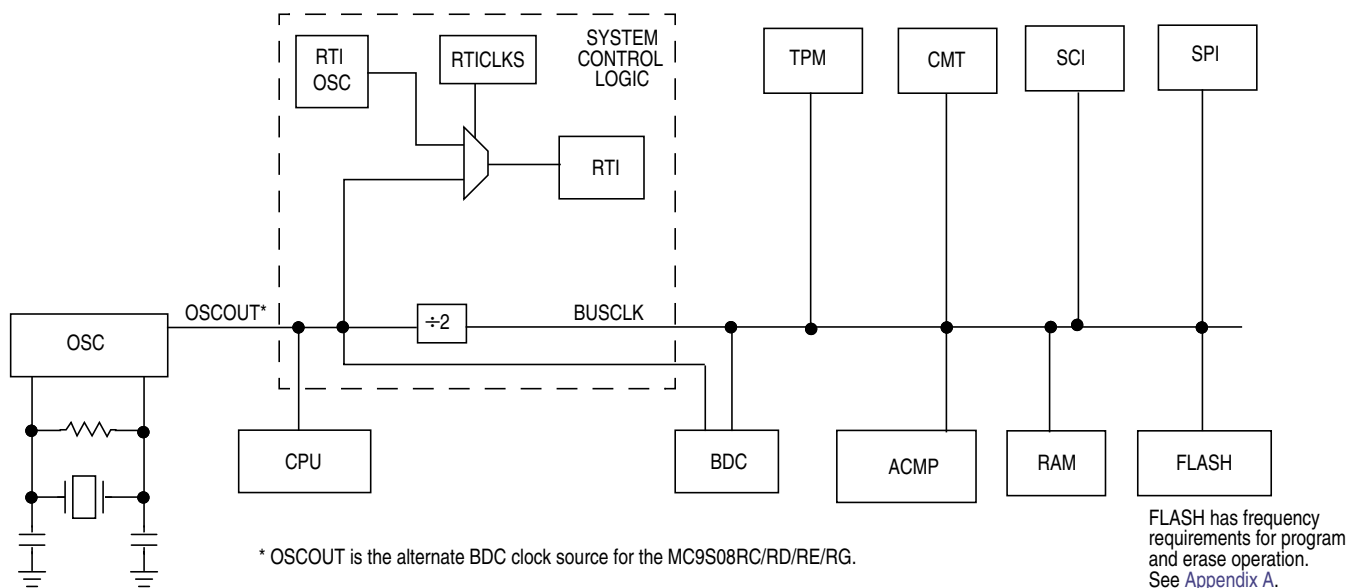 SYSTEM
CONTROL
LOGIC
RTI
OSC
RTICLKS
RTI
TPM
CMT
SCI
SPI
OSCOUT*
÷2
BUSCLK
OSC
CPU
BDC
ACMP
RAM
FLASH
FLASH has frequency
requirements for program
and erase operation.
See Appendix A.
* OSCOUT is the alternate BDC clock source for the MC9S08RC/RD/RE/RG.